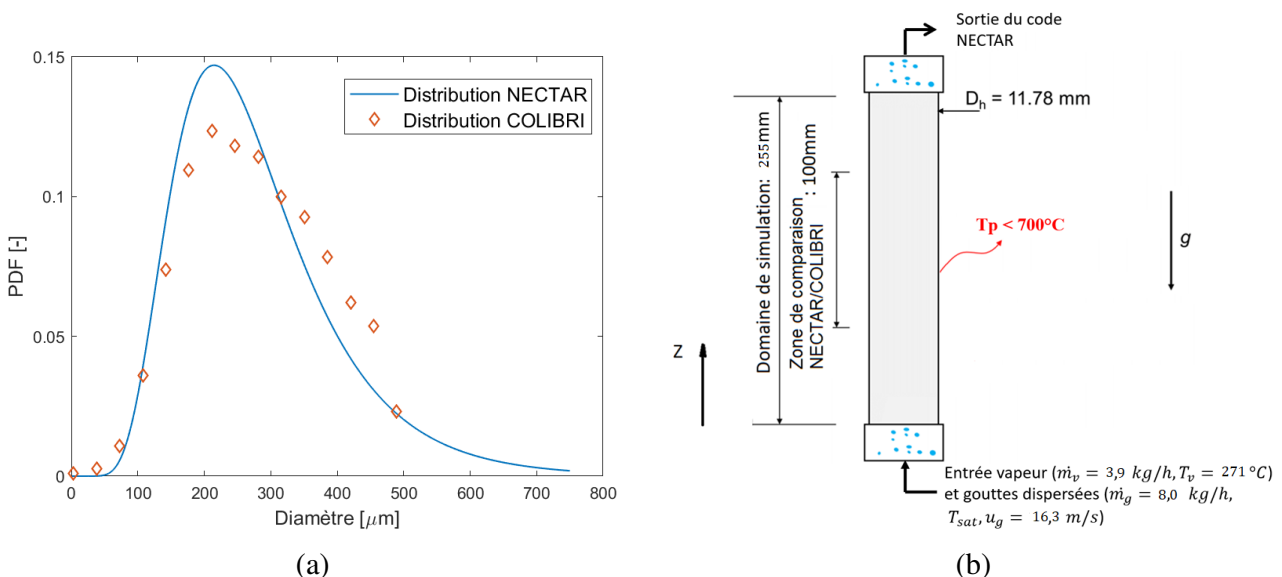 0.15
0.1
0.05
0
PDF [-]
0 100 200 300 400 500 600 700 800
Diamètre [μm]
Distribution NECTAR
Distribution COLIBRI
(a)
Sortie du code
NECTAR
D_h = 11.78 mm
Domaine de simulation: 255mm
Zone de comparaison
NECTAR/COLIBRI : 100mm
Tp < 700°C
g
Z
Entrée vapeur (ṁ_v = 3,9 kg/h, T_v = 271 °C)
et gouttes dispersées (ṁ_g = 8,0 kg/h,
T_sat, u_g = 16,3 m/s)
(b)